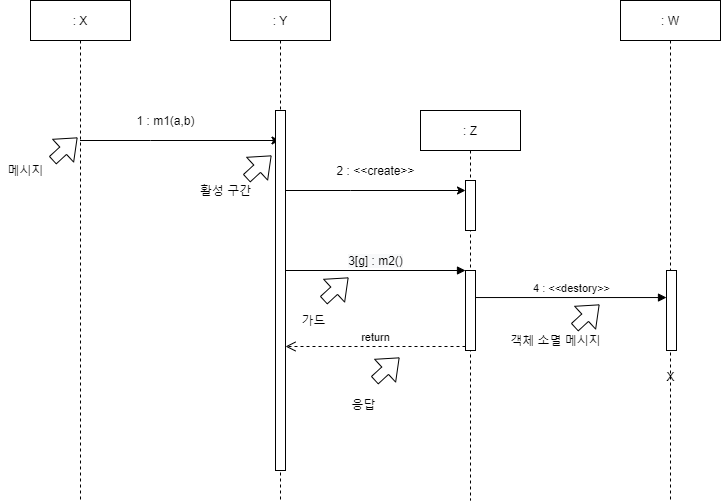 : X
: Y
: W
1 : m1(a,b)
: Z
메시지
2 : <<create>>
활성 구간
3[g] : m2()
4 : <<destory>>
가드
return
객체 소멸 메시지
X
응답